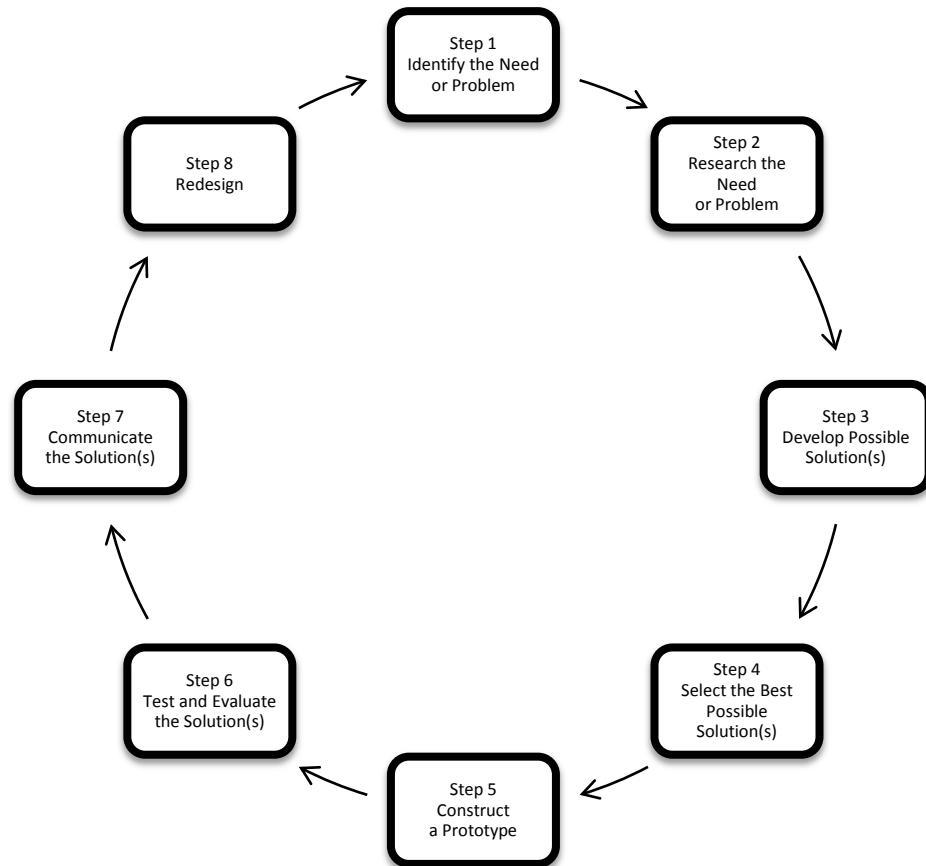 Step 1
Identify the Need
or Problem
Step 2
Research the
Need
or Problem
Step 3
Develop Possible
Solution(s)
Step 4
Select the Best
Possible
Solution(s)
Step 5
Construct
a Prototype
Step 6
Test and Evaluate
the Solution(s)
Step 7
Communicate
the Solution(s)
Step 8
Redesign